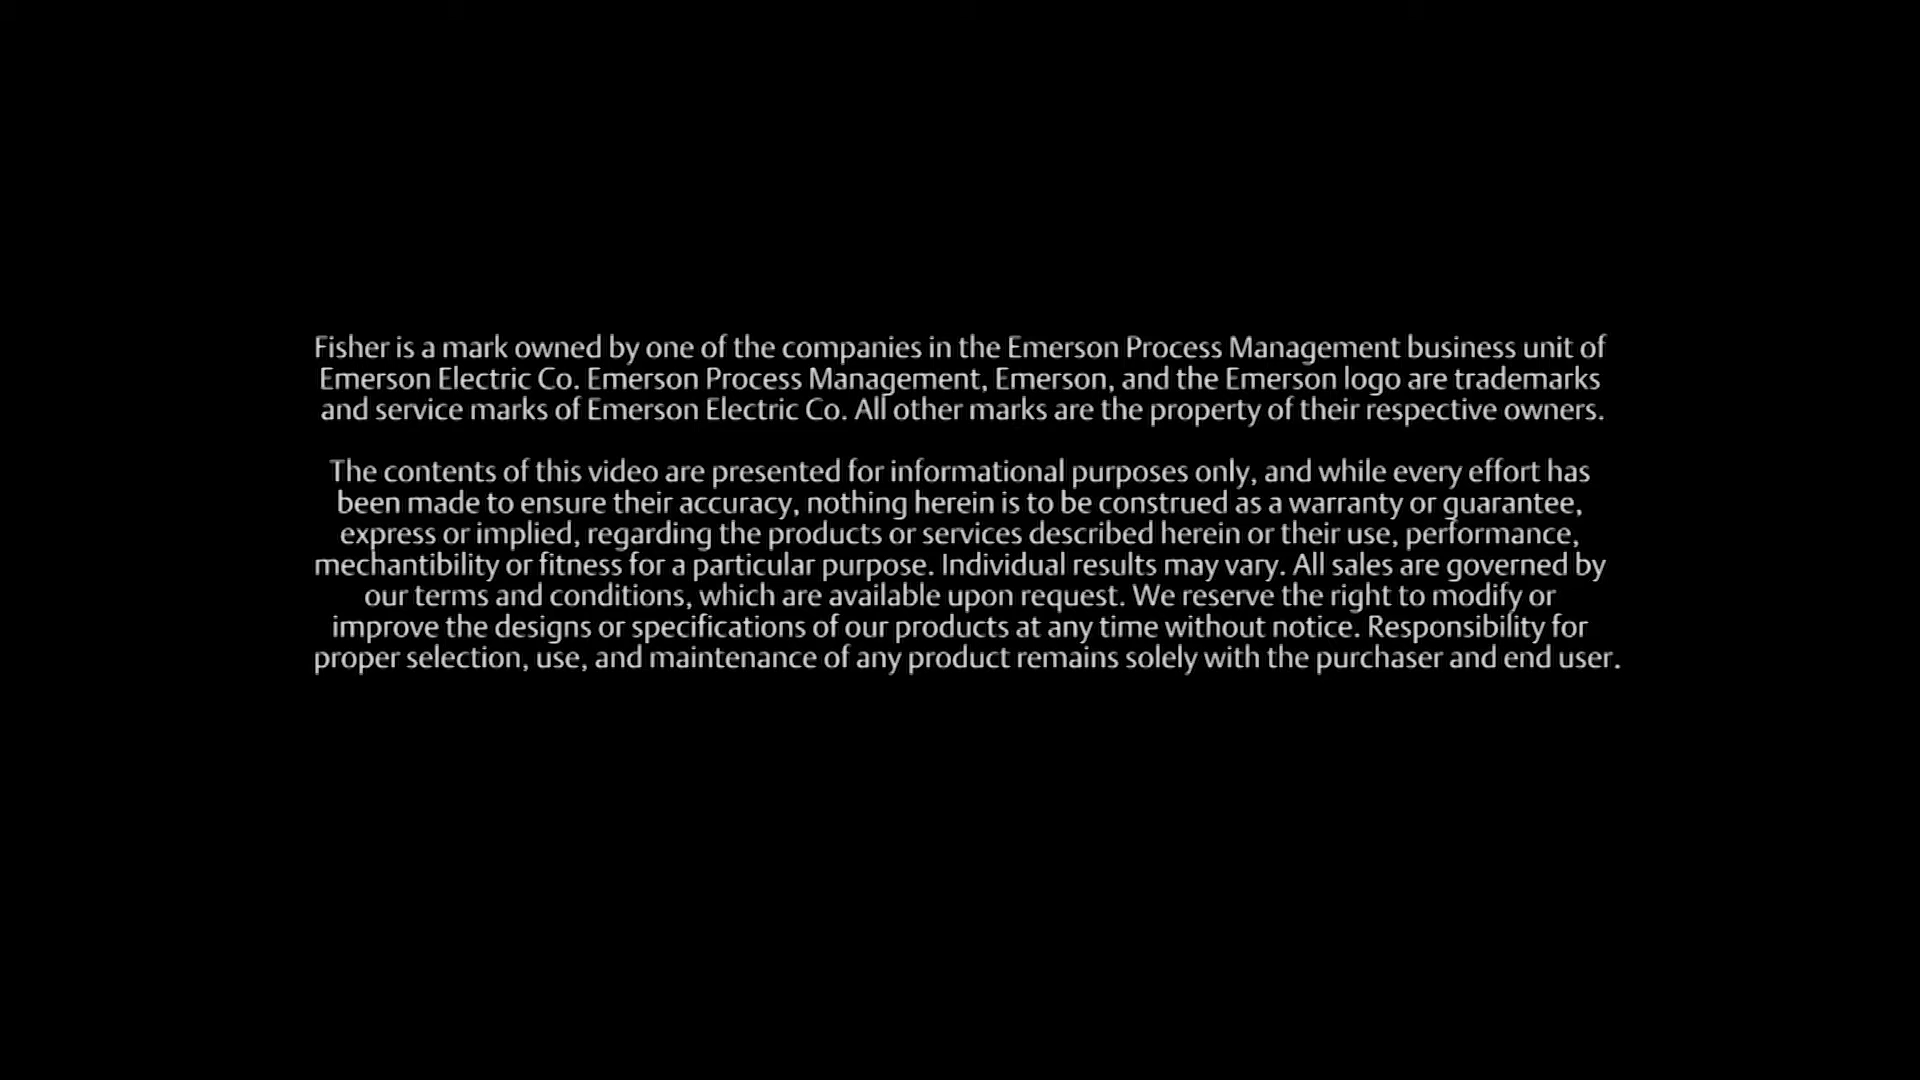 Fisher is a mark owned by one of the companies in the Emerson Process Management business unit of
Emerson Electric Co. Emerson Process Management, Emerson, and the Emerson logo are trademarks
and service marks of Emerson Electric Co. All other marks are the property of their respective owners.
The contents of this video are presented for informational purposes only, and while every effort has
been made to ensure their accuracy, nothing herein is to be construed as a warranty or guarantee,
express or implied, regarding the products or services described herein or their use, performance,
mechantibility or fitness for a particular purpose. Individual results may vary. All sales are governed by
our terms and conditions, which are available upon request. We reserve the right to modify or
improve the designs or specifications of our products at any time without notice. Responsibility for
proper selection, use, and maintenance of any product remains solely with the purchaser and end user.